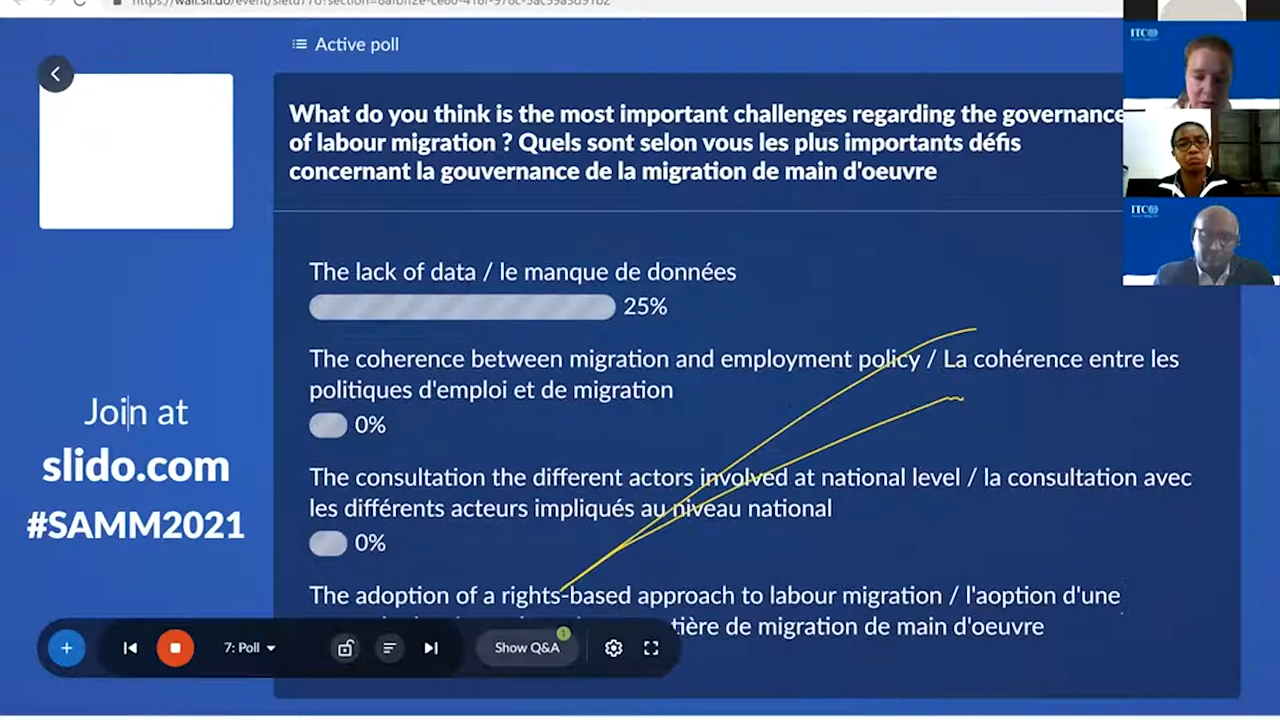 Active poll
What do you think is the most important challenges regarding the governance
of labour migration ? Quels sont selon vous les plus importants défis
concernant la gouvernance de la migration de main d'oeuvre
The lack of data / le manque de données
25%
The coherence between migration and employment policy / La cohérence entre les
politiques d'emploi et de migration
0%
The consultation the different actors involved at national level / la consultation avec
les différents acteurs impliqués au niveau national
0%
The adoption of a rights-based approach to labour migration / l'aoption d'une
tière de migration de main d'oeuvre
Join at
slido.com
#SAMM2021
7: Poll
Show Q&A
1
ITC
ITC